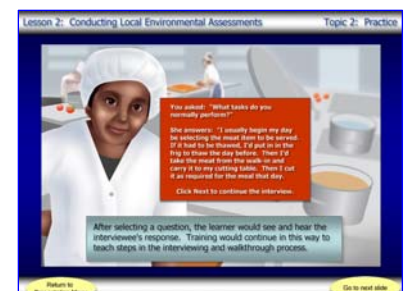 Lesson 2: Conducting Local Environmental Assessments Topic 2: Practice
You asked: "What tasks do you
normally perform?"
She answers: "I usually begin my day
be selecting the meat item to be served.
If it had to be thawed, I'd put in in the
frig to thaw the day before. Then I'd
take the meat from the walk-in and
carry it to my cutting table. Then I cut
it as required for the meal that day.
Click Next to continue the interview.
After selecting a question, the learner would see and hear the
interviewee's response. Training would continue in this way to
teach steps in the interviewing and walkthrough process.
Return to
Go to next slide